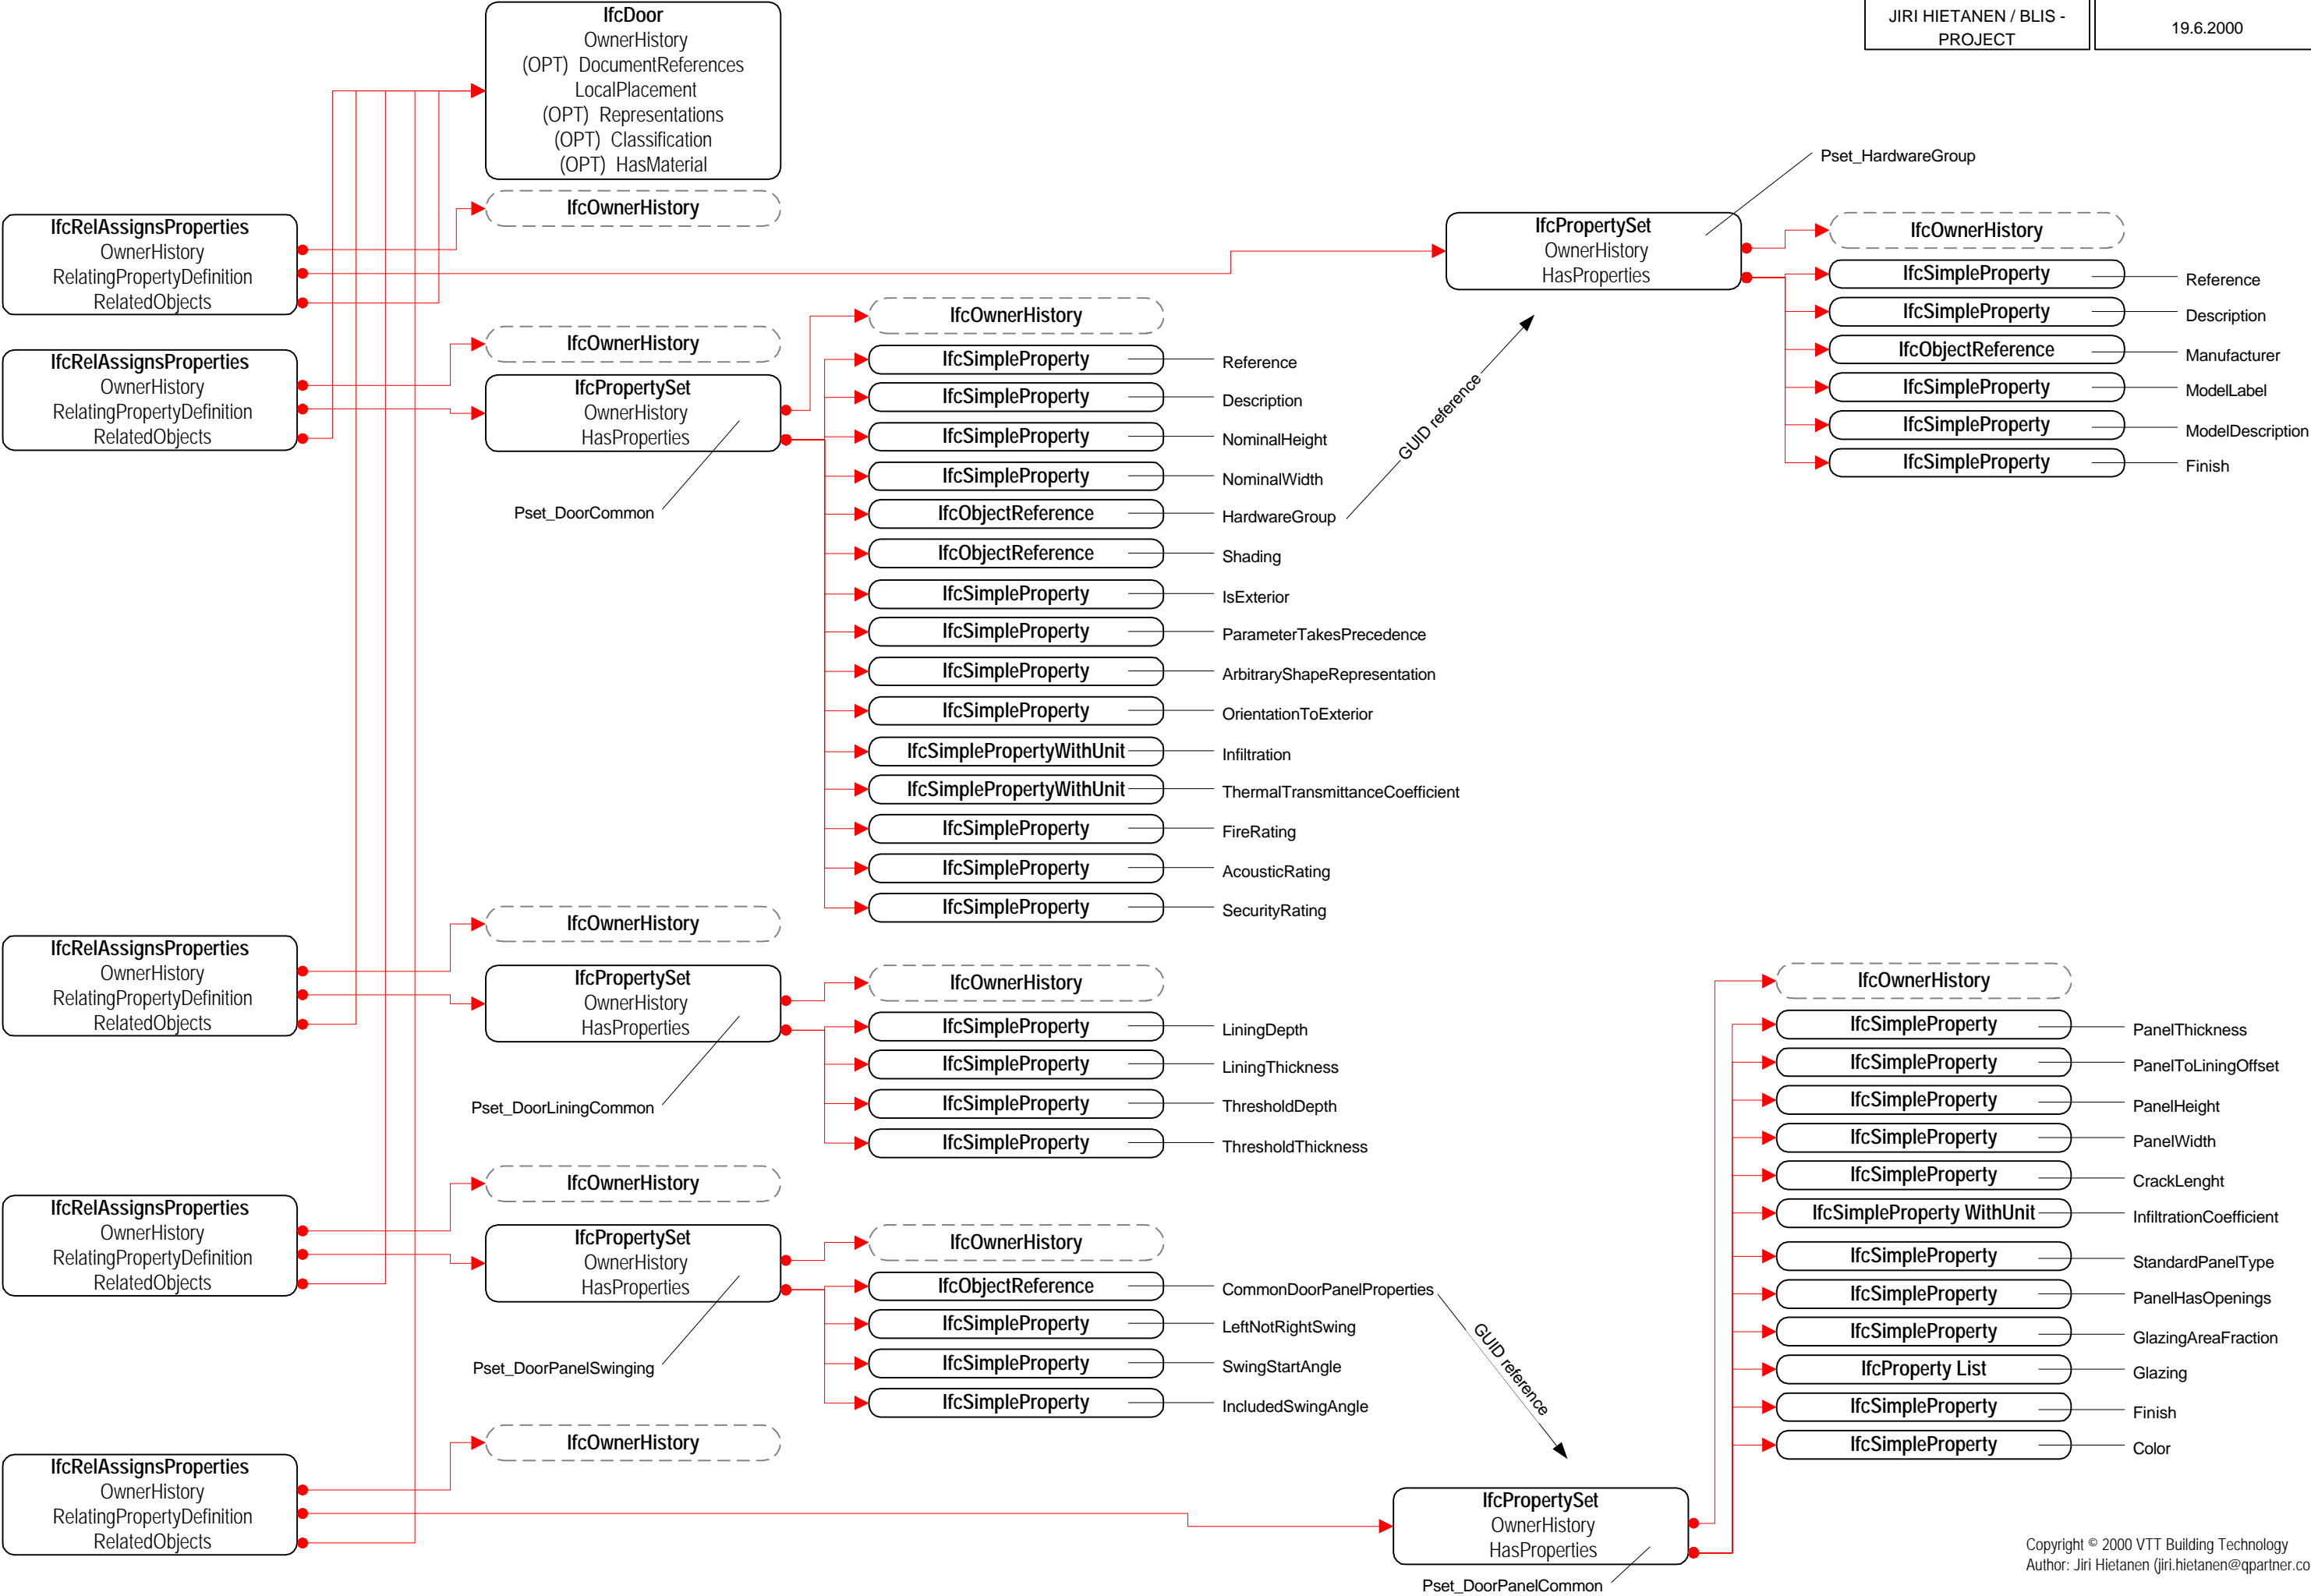 IfcDoor
OwnerHistory
(OPT) DocumentReferences
LocalPlacement
(OPT) Representations
(OPT) Classification
(OPT) HasMaterial
JIRI HIETANEN / BLIS -
PROJECT
19.6.2000
IfcRelAssignsProperties
OwnerHistory
RelatingPropertyDefinition
RelatedObjects
IfcOwnerHistory
IfcPropertySet
OwnerHistory
HasProperties
Pset_HardwareGroup
IfcOwnerHistory
IfcSimpleProperty
Reference
IfcSimpleProperty
Description
IfcObjectReference
Manufacturer
IfcSimpleProperty
ModelLabel
IfcSimpleProperty
ModelDescription
IfcSimpleProperty
Finish
IfcRelAssignsProperties
OwnerHistory
RelatingPropertyDefinition
RelatedObjects
IfcOwnerHistory
IfcPropertySet
OwnerHistory
HasProperties
Pset_DoorCommon
IfcOwnerHistory
IfcSimpleProperty
Reference
IfcSimpleProperty
Description
IfcSimpleProperty
NominalHeight
IfcSimpleProperty
NominalWidth
IfcObjectReference
HardwareGroup
GUID reference
IfcObjectReference
Shading
IfcSimpleProperty
IsExterior
IfcSimpleProperty
ParameterTakesPrecedence
IfcSimpleProperty
ArbitraryShapeRepresentation
IfcSimpleProperty
OrientationToExterior
IfcSimplePropertyWithUnit
Infiltration
IfcSimplePropertyWithUnit
ThermalTransmittanceCoefficient
IfcSimpleProperty
FireRating
IfcSimpleProperty
AcousticRating
IfcSimpleProperty
SecurityRating
IfcRelAssignsProperties
OwnerHistory
RelatingPropertyDefinition
RelatedObjects
IfcOwnerHistory
IfcPropertySet
OwnerHistory
HasProperties
Pset_DoorLiningCommon
IfcOwnerHistory
IfcSimpleProperty
LiningDepth
IfcSimpleProperty
LiningThickness
IfcSimpleProperty
ThresholdDepth
IfcSimpleProperty
ThresholdThickness
IfcRelAssignsProperties
OwnerHistory
RelatingPropertyDefinition
RelatedObjects
IfcOwnerHistory
IfcPropertySet
OwnerHistory
HasProperties
Pset_DoorPanelSwinging
IfcOwnerHistory
IfcObjectReference
CommonDoorPanelProperties
IfcSimpleProperty
LeftNotRightSwing
IfcSimpleProperty
SwingStartAngle
IfcSimpleProperty
IncludedSwingAngle
GUID reference
IfcRelAssignsProperties
OwnerHistory
RelatingPropertyDefinition
RelatedObjects
IfcOwnerHistory
IfcPropertySet
OwnerHistory
HasProperties
Pset_DoorPanelCommon
IfcOwnerHistory
IfcSimpleProperty
PanelThickness
IfcSimpleProperty
PanelToLiningOffset
IfcSimpleProperty
PanelHeight
IfcSimpleProperty
PanelWidth
IfcSimpleProperty
CrackLenght
IfcSimpleProperty WithUnit
InfiltrationCoefficient
IfcSimpleProperty
StandardPanelType
IfcSimpleProperty
PanelHasOpenings
IfcSimpleProperty
GlazingAreaFraction
IfcProperty List
Glazing
IfcSimpleProperty
Finish
IfcSimpleProperty
Color
Copyright © 2000 VTT Building Technology
Author: Jiri Hietanen (jiri.hietanen@qpartner.co